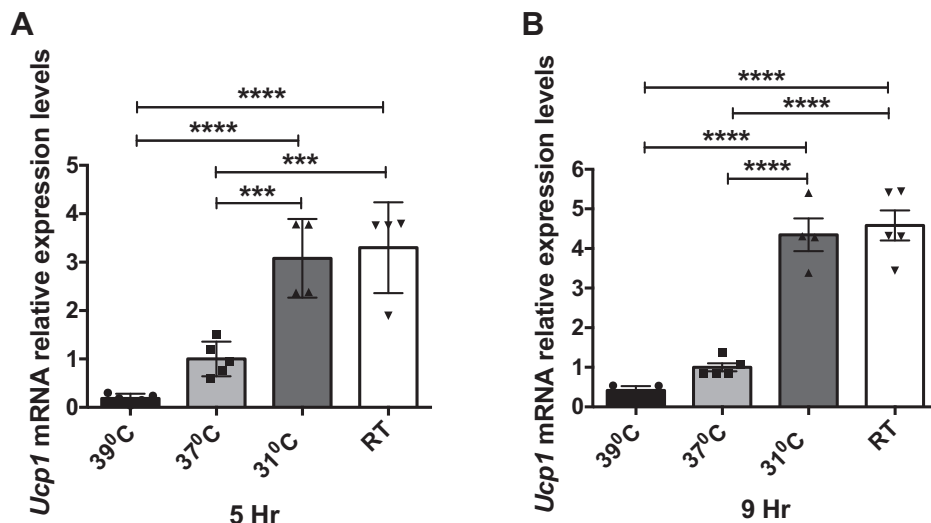 A
Ucp1 mRNA relative expression levels
****
****
***
***
5
4
3
2
1
0
39⁰C
37⁰C
31⁰C
RT
5 Hr
B
Ucp1 mRNA relative expression levels
****
****
****
****
6
5
4
3
2
1
0
39⁰C
37⁰C
31⁰C
RT
9 Hr